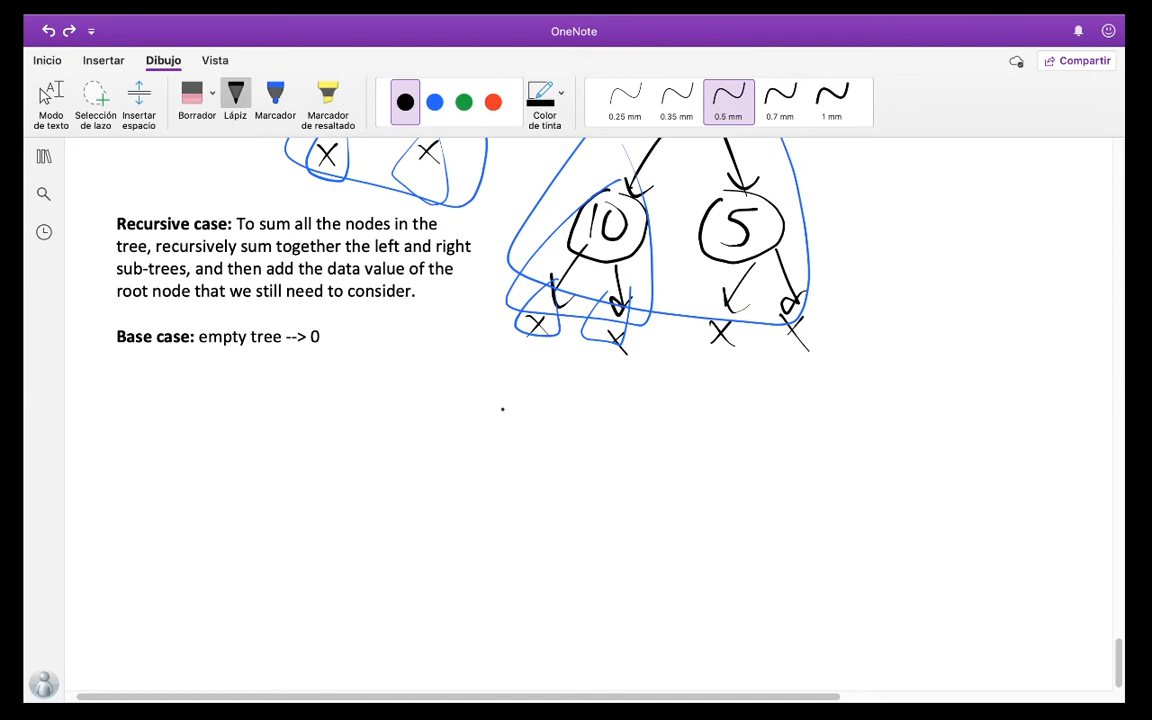 OneNote
Inicio Insertar Dibujo Vista
Compartir
Modo de texto
Selección de lazo
Insertar espacio
Borrador
Lápiz
Marcador
Marcador de resaltado
Color de tinta
0.25 mm
0.35 mm
0.5 mm
0.7 mm
1 mm
X X
Recursive case: To sum all the nodes in the
tree, recursively sum together the left and right
sub-trees, and then add the data value of the
root node that we still need to consider.
Base case: empty tree --> 0
10 5
X X X X